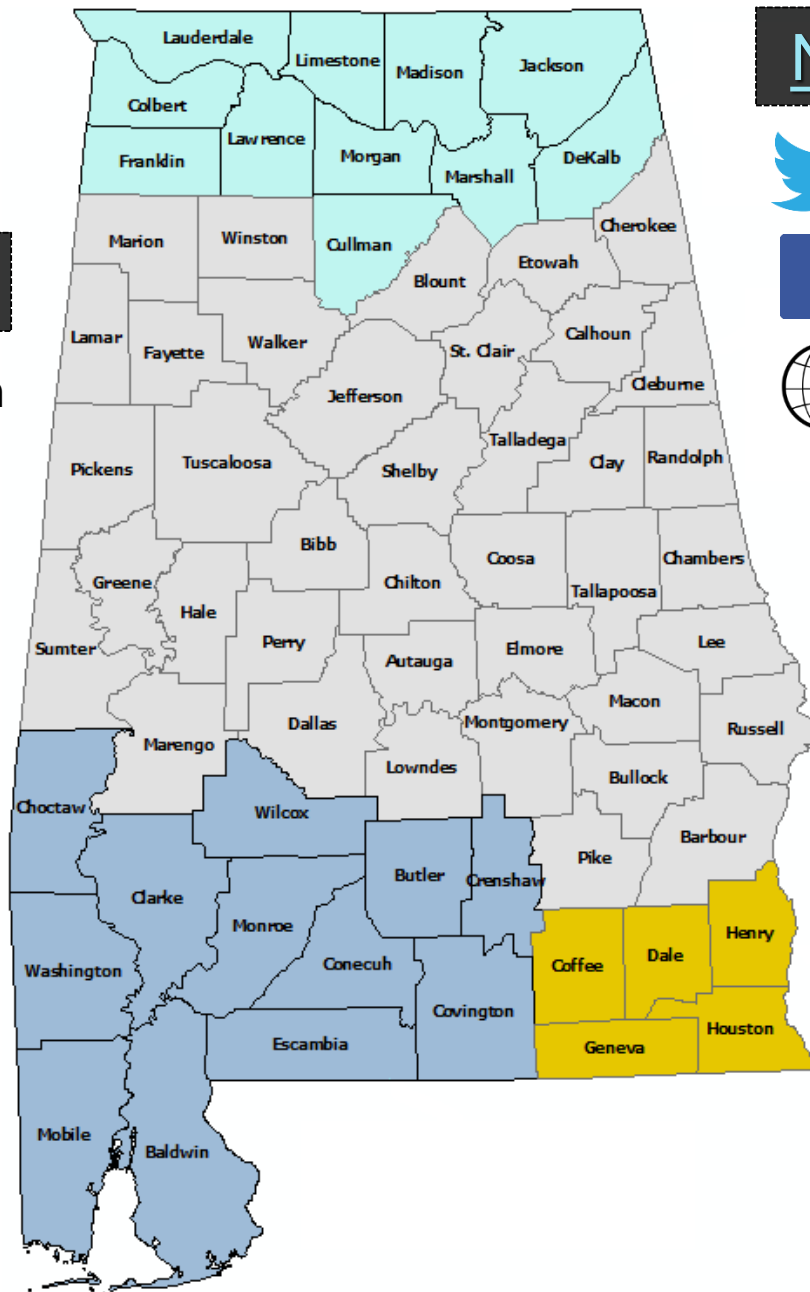 Lauderdale
Limestone
Madison
Jackson
Colbert
Lawrence
Franklin
Morgan
Marshall
DeKalb
Cherokee
Marion
Winston
Cullman
Etowah
Blount
Lamar
Fayette
Walker
St. Clair
Calhoun
Cleburne
Jefferson
Talladega
Pickens
Tuscaloosa
Shelby
Clay
Randolph
Bibb
Coosa
Chambers
Greene
Chilton
Tallapoosa
Hale
Sumter
Perry
Autauga
Elmore
Lee
Macon
Dallas
Montgomery
Russell
Marengo
Lowndes
Bullock
Choctaw
Wilcox
Barbour
Pike
Butler
Crenshaw
Clarke
Monroe
Henry
Washington
Conecuh
Coffee
Dale
Covington
Houston
Escambia
Geneva
Mobile
Baldwin